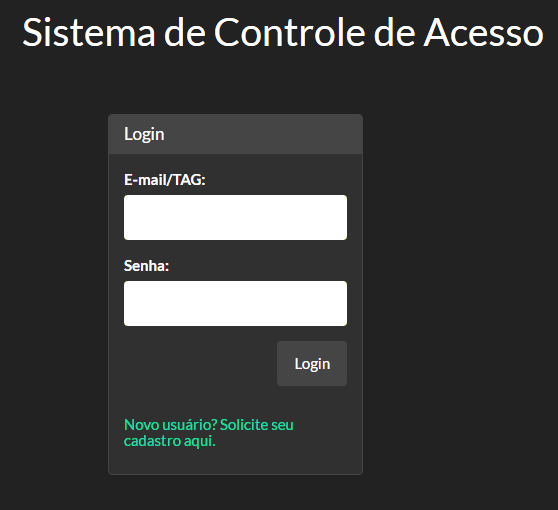 Sistema de Controle de Acesso
Login
E-mail/TAG:
Senha:
Login
Novo usuário? Solicite seu
cadastro aqui.